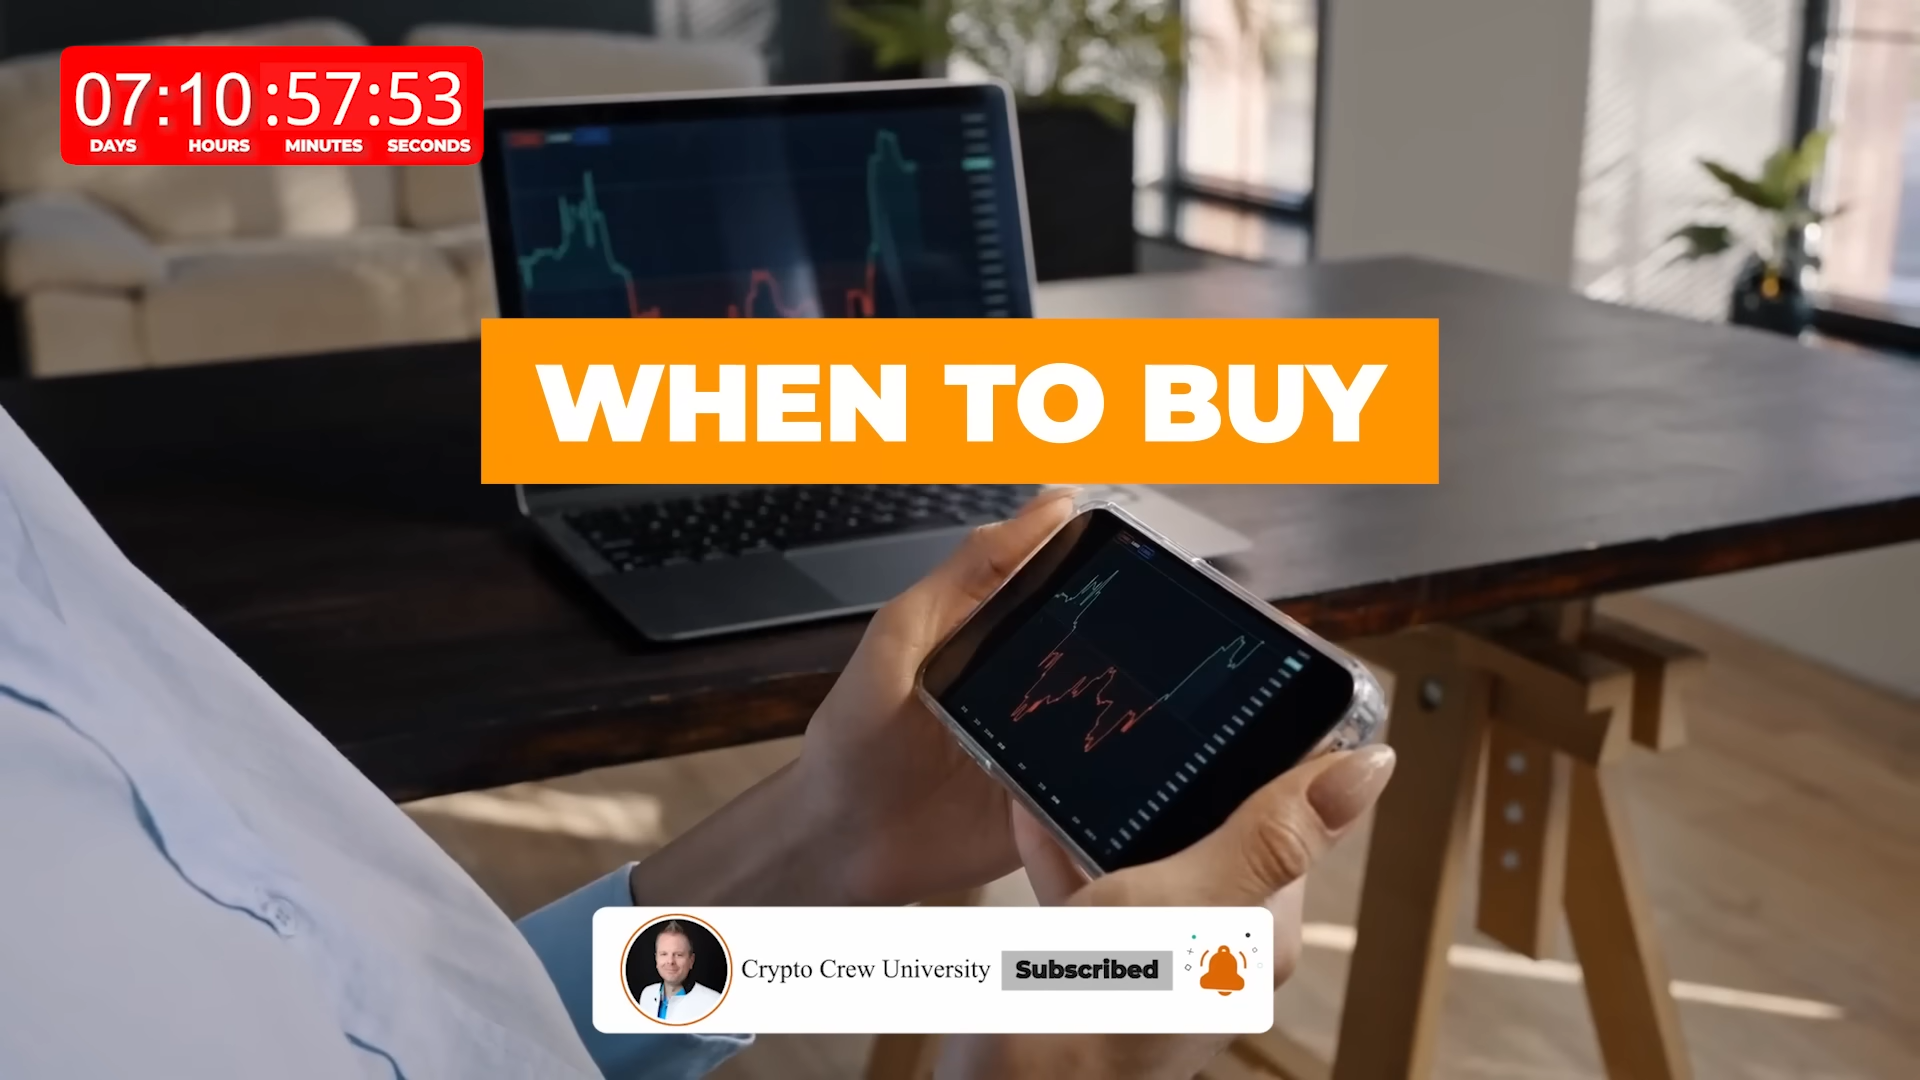 07:10:57:53
DAYS HOURS MINUTES SECONDS
WHEN TO BUY
Crypto Crew University Subscribed